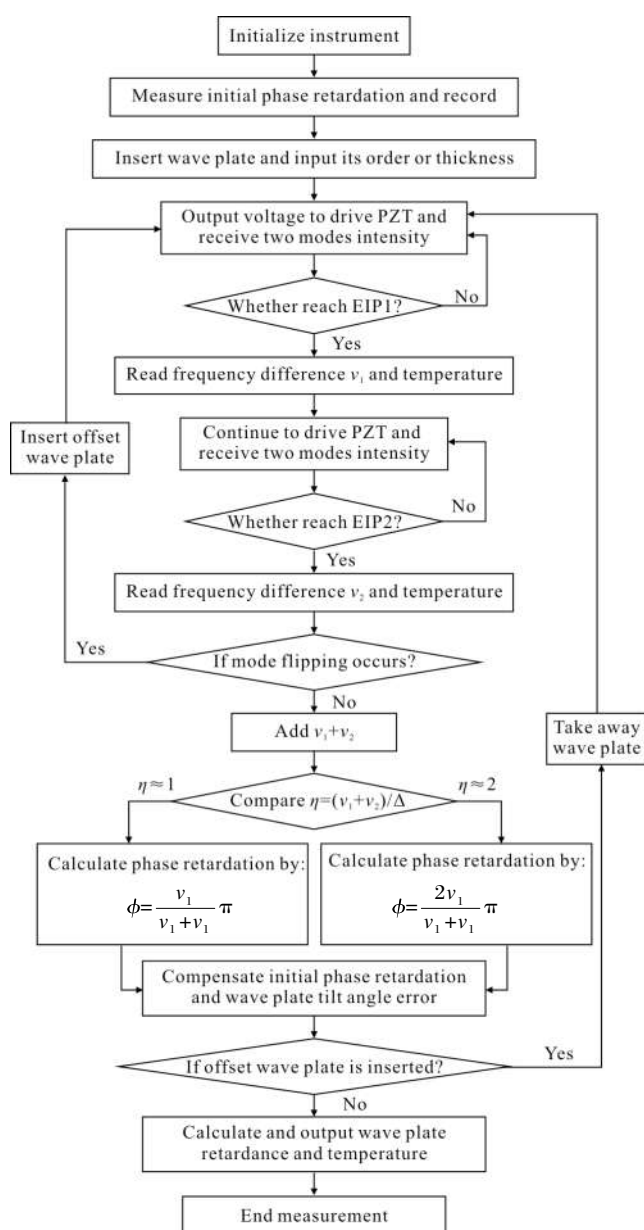 Initialize instrument
Measure initial phase retardation and record
Insert wave plate and input its order or thickness
Output voltage to drive PZT and
receive two modes intensity
Whether reach EIP1?
No
Yes
Read frequency difference v₁ and temperature
Insert offset
wave plate
Continue to drive PZT and
receive two modes intensity
No
Whether reach EIP2?
Yes
Read frequency difference v₂ and temperature
Yes
If mode flipping occurs?
No
Add v₁+v₂
Take away
wave plate
η≈1
Compare η=(v₁+v₂)/Δ
η≈2
Calculate phase retardation by:
ϕ=v₁/(v₁+v₁) π
Calculate phase retardation by:
ϕ=2v₁/(v₁+v₁) π
Compensate initial phase retardation
and wave plate tilt angle error
If offset wave plate is inserted?
Yes
No
Calculate and output wave plate
retardance and temperature
End measurement